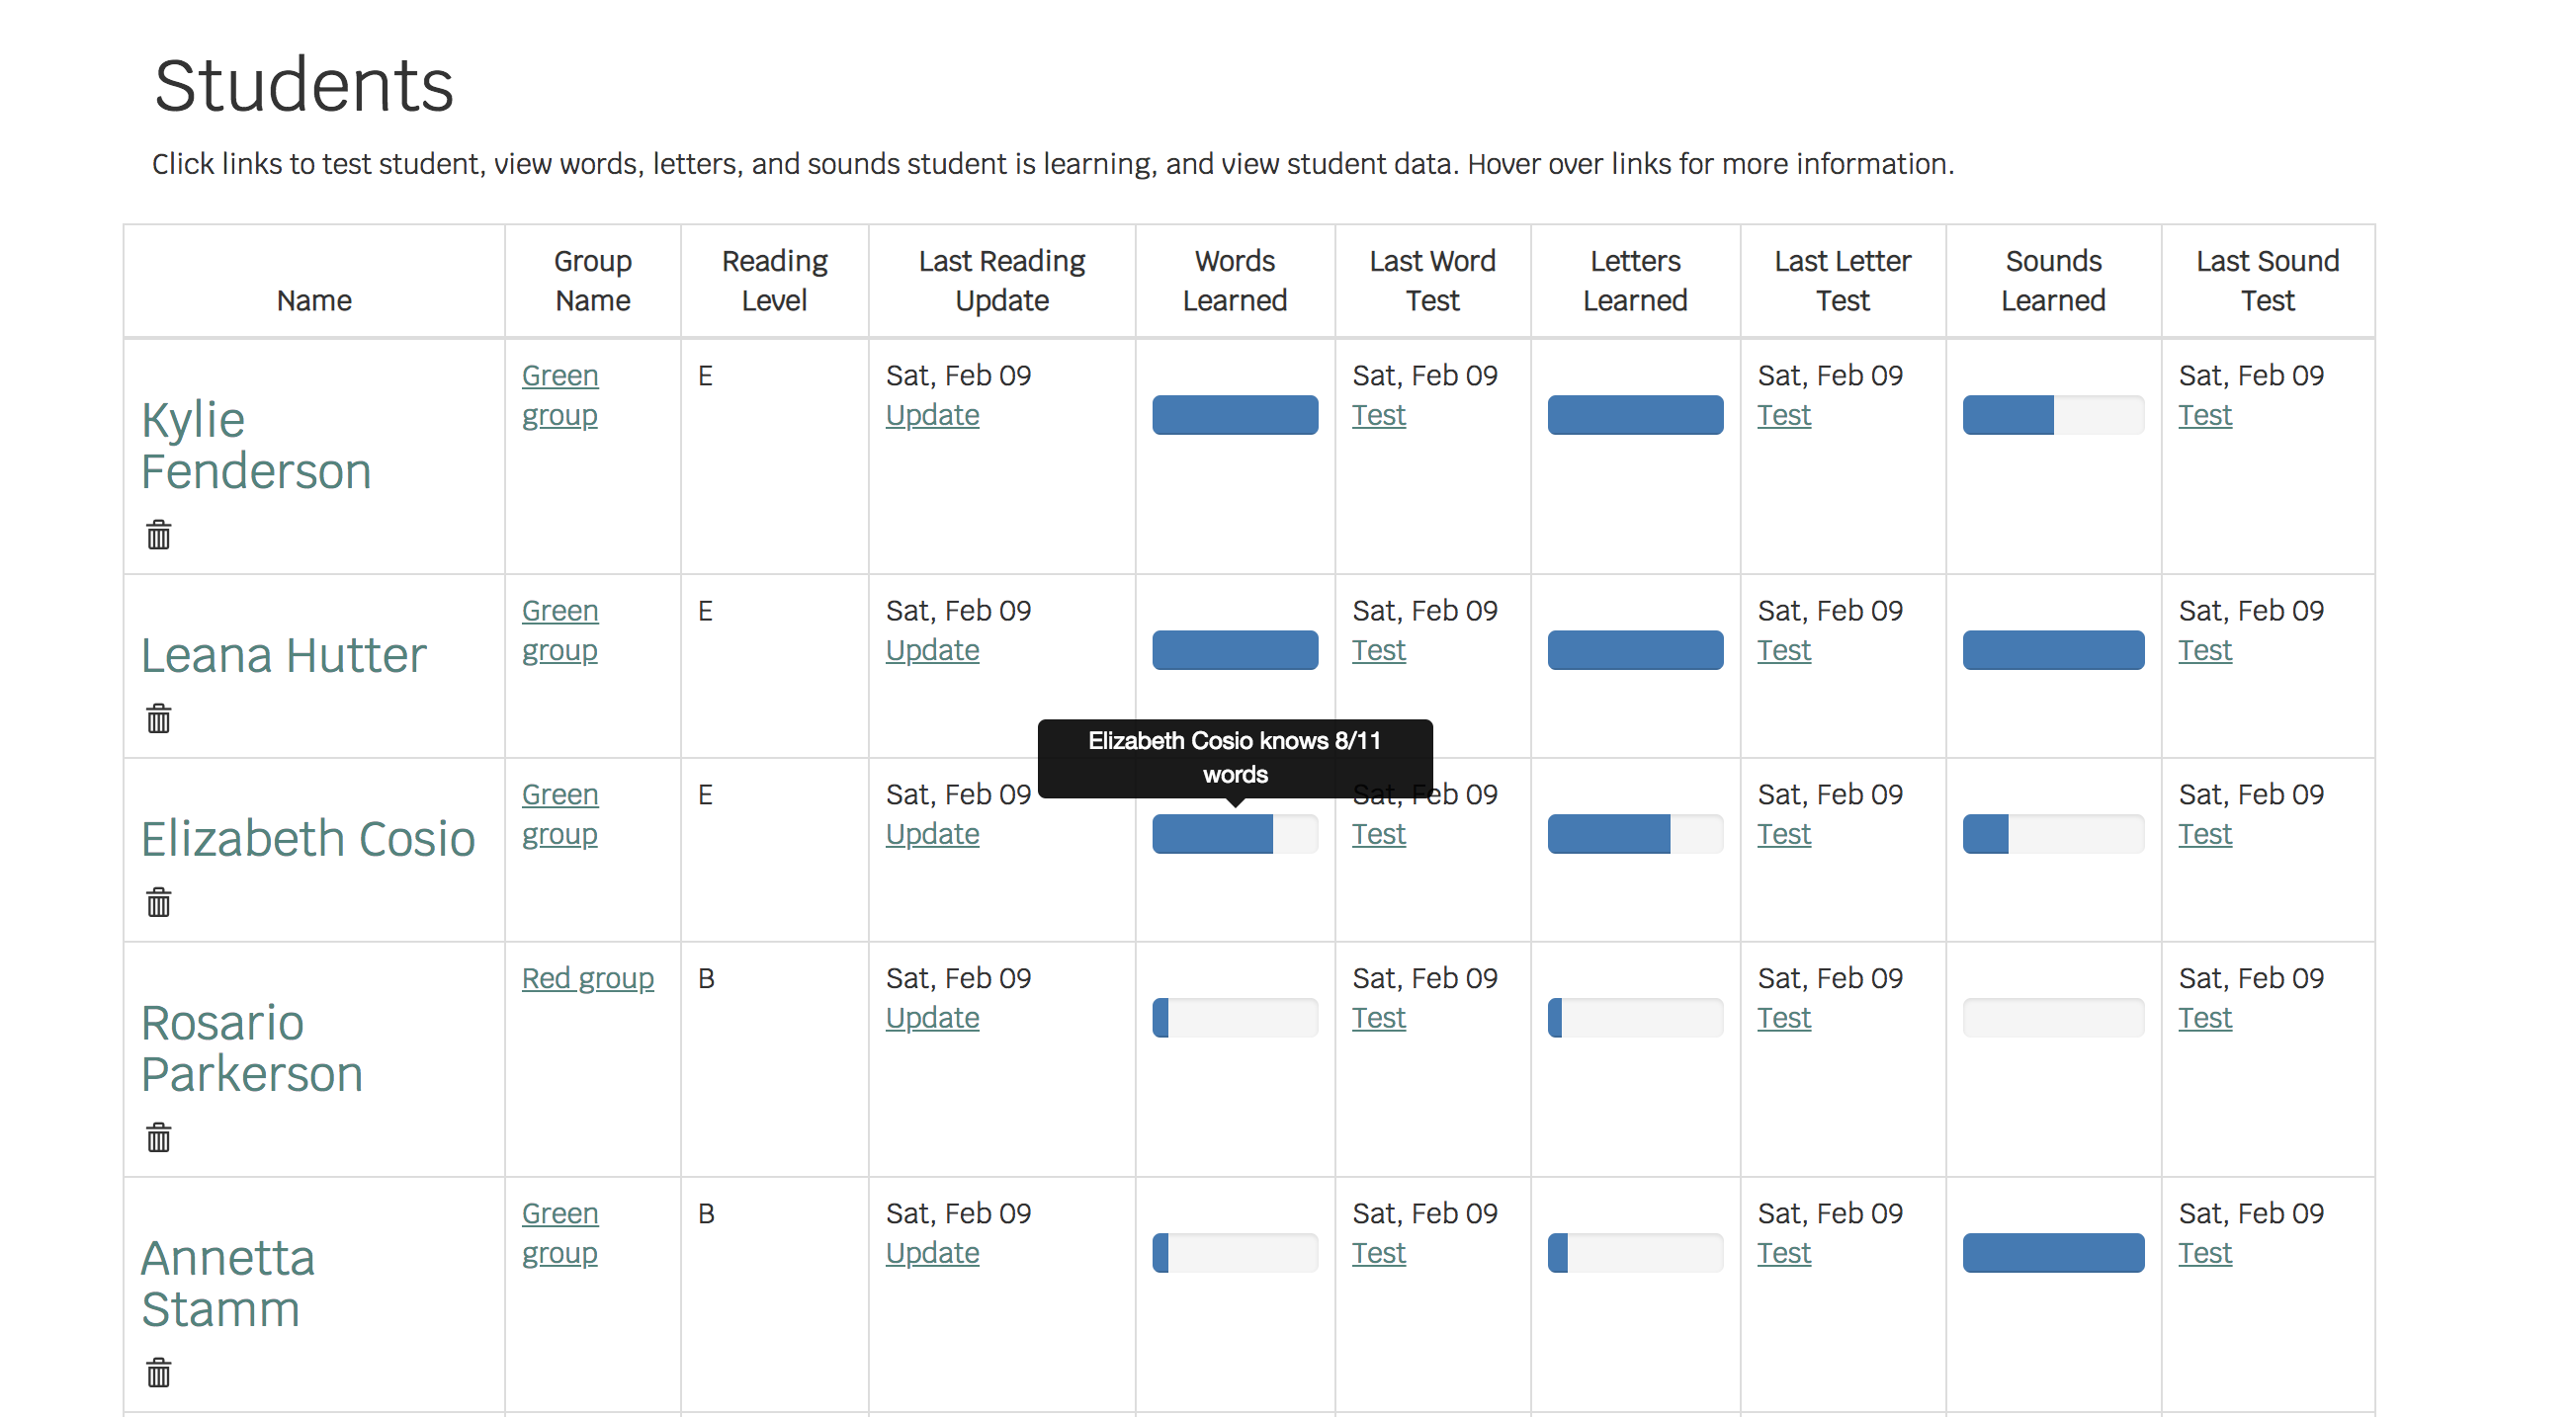 Students
Click links to test student, view words, letters, and sounds student is learning, and view student data. Hover over links for more information.
Name
Group
Name
Reading
Level
Last Reading
Update
Words
Learned
Last Word
Test
Letters
Learned
Last Letter
Test
Sounds
Learned
Last Sound
Test
Kylie
Fenderson
Green
group
E
Sat, Feb 09
Update
Sat, Feb 09
Test
Sat, Feb 09
Test
Sat, Feb 09
Test
Leana Hutter
Green
group
E
Sat, Feb 09
Update
Sat, Feb 09
Test
Sat, Feb 09
Test
Sat, Feb 09
Test
Elizabeth Cosio knows 8/11
words
Elizabeth Cosio
Green
group
E
Sat, Feb 09
Update
Sat, Feb 09
Test
Sat, Feb 09
Test
Sat, Feb 09
Test
Rosario
Parkerson
Red group
B
Sat, Feb 09
Update
Sat, Feb 09
Test
Sat, Feb 09
Test
Sat, Feb 09
Test
Annetta
Stamm
Green
group
B
Sat, Feb 09
Update
Sat, Feb 09
Test
Sat, Feb 09
Test
Sat, Feb 09
Test